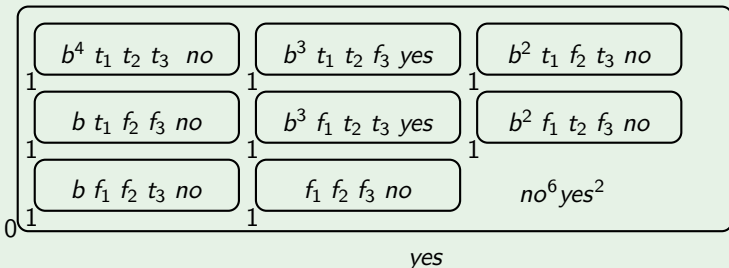 b⁴ t₁ t₂ t₃ no b³ t₁ t₂ f₃ yes b² t₁ f₂ t₃ no
1 1 1
b t₁ f₂ f₃ no b³ f₁ t₂ t₃ yes b² f₁ t₂ f₃ no
1 1 1
b f₁ f₂ t₃ no f₁ f₂ f₃ no no⁶yes²
1 1
0
yes